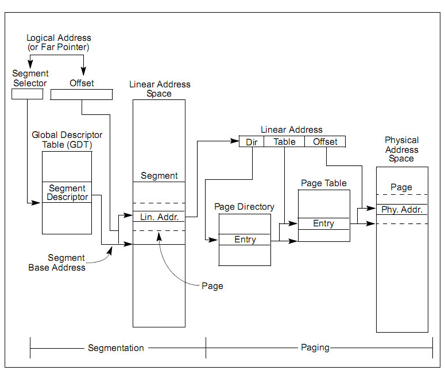 Logical Address
(or Far Pointer)
Segment
Selector
Offset
Linear Address
Space
Global Descriptor
Table (GDT)
Segment
Descriptor
Segment
Lin. Addr.
Segment
Base Address
Page
Linear Address
Dir
Table
Offset
Page Directory
Entry
Page Table
Entry
Physical
Address
Space
Page
Phy. Addr.
Segmentation
Paging